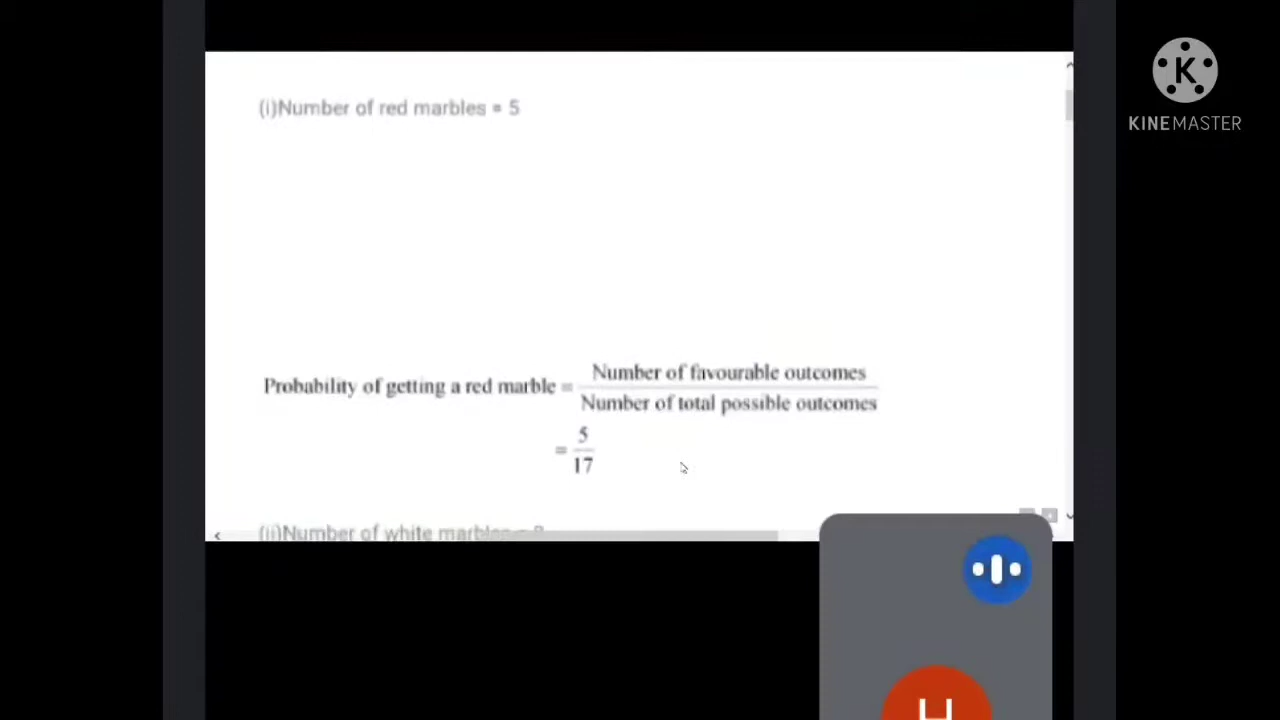 (i)Number of red marbles = 5
Probability of getting a red marble = Number of favourable outcomes
Number of total possible outcomes
= 5
17
(ii)Number of white marbles =
K
KINEMASTER
H